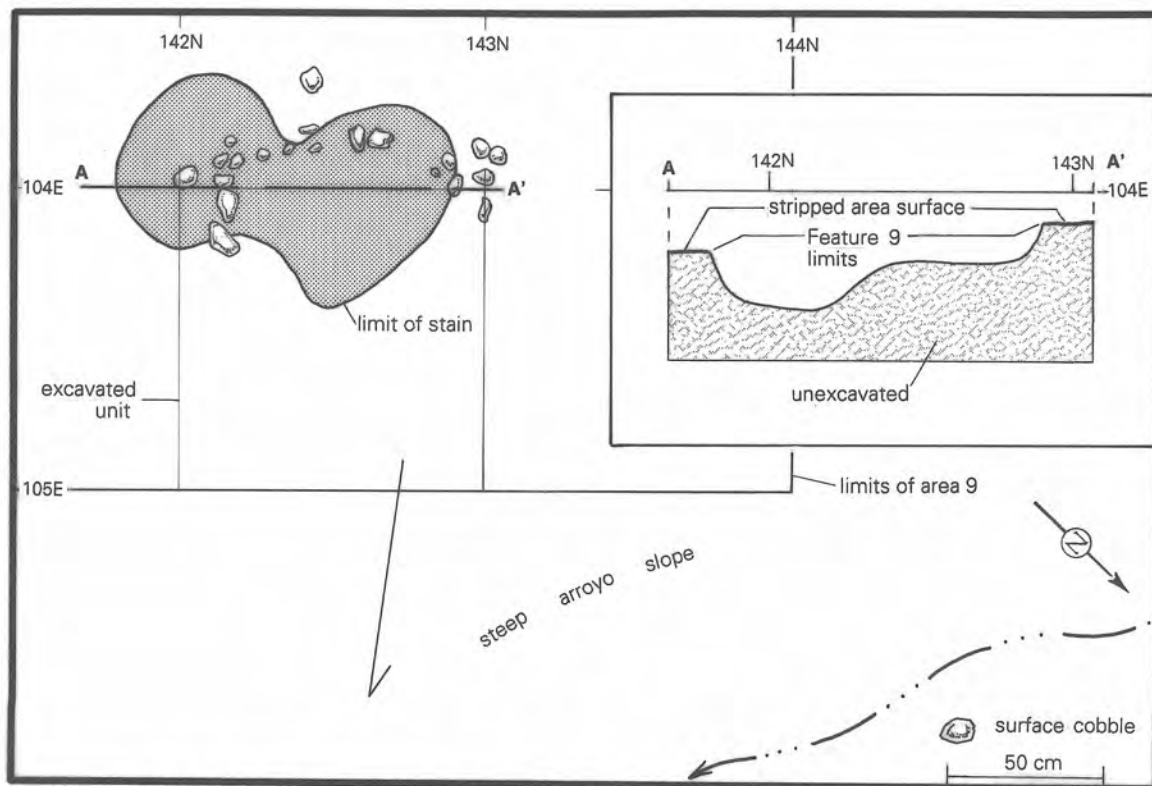 142N
143N
144N
A
104E
A'
limit of stain
excavated
unit
105E
A
142N
143N
A'
104E
stripped area surface
Feature 9
limits
unexcavated
limits of area 9
N
steep arroyo slope
surface cobble
50 cm